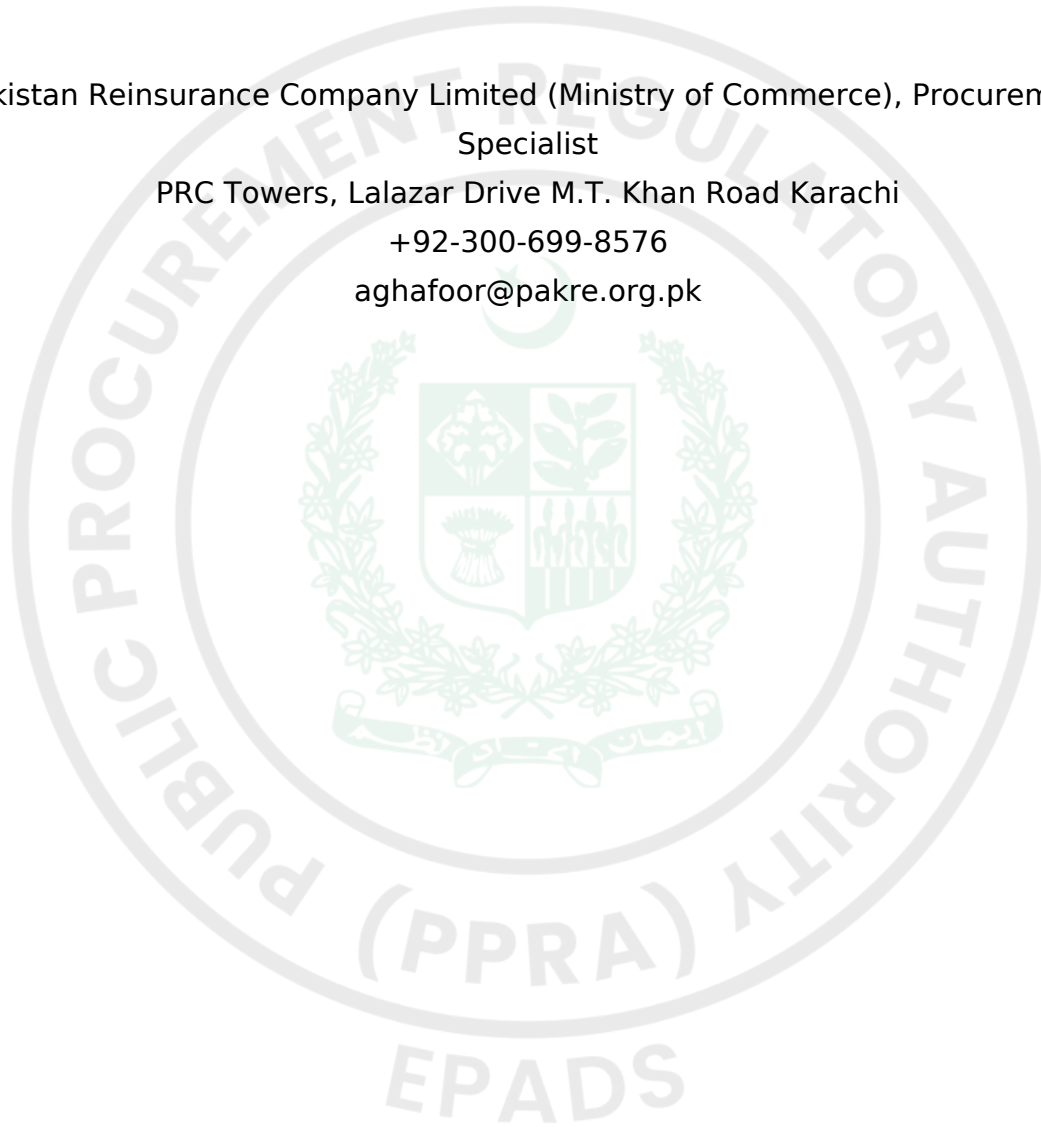 kistan Reinsurance Company Limited (Ministry of Commerce), Procurem
Specialist
PRC Towers, Lalazar Drive M.T. Khan Road Karachi
+92-300-699-8576
aghafoor@pakre.org.pk
PUBLIC PROCUREMENT REGULATORY AUTHORITY
(PPRA)
EPADS